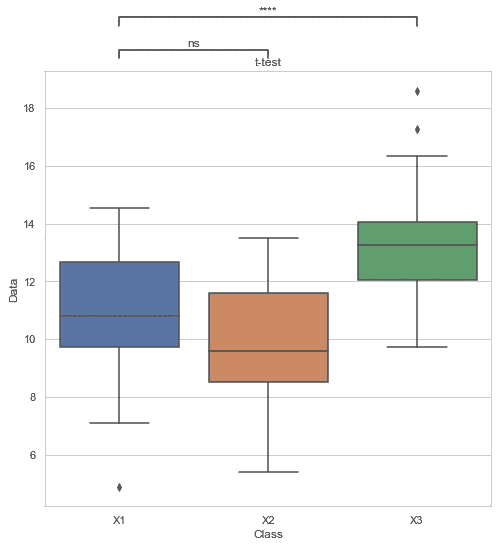 ****
ns
t-test
18
16
14
12
10
8
6
Data
X1 X2 X3
Class